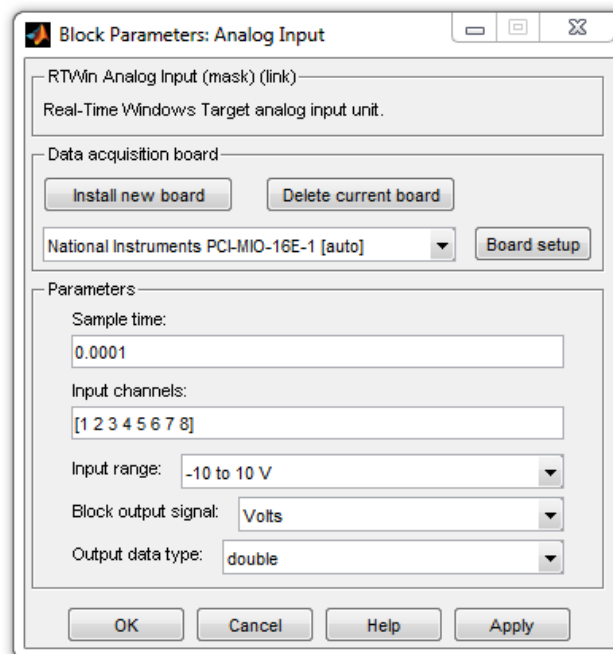 Block Parameters: Analog Input
RTWin Analog Input (mask) (link)
Real-Time Windows Target analog input unit.
Data acquisition board
Install new board Delete current board
National Instruments PCI-MIO-16E-1 [auto] Board setup
Parameters
Sample time:
0.0001
Input channels:
[1 2 3 4 5 6 7 8]
Input range: -10 to 10 V
Block output signal: Volts
Output data type: double
OK Cancel Help Apply